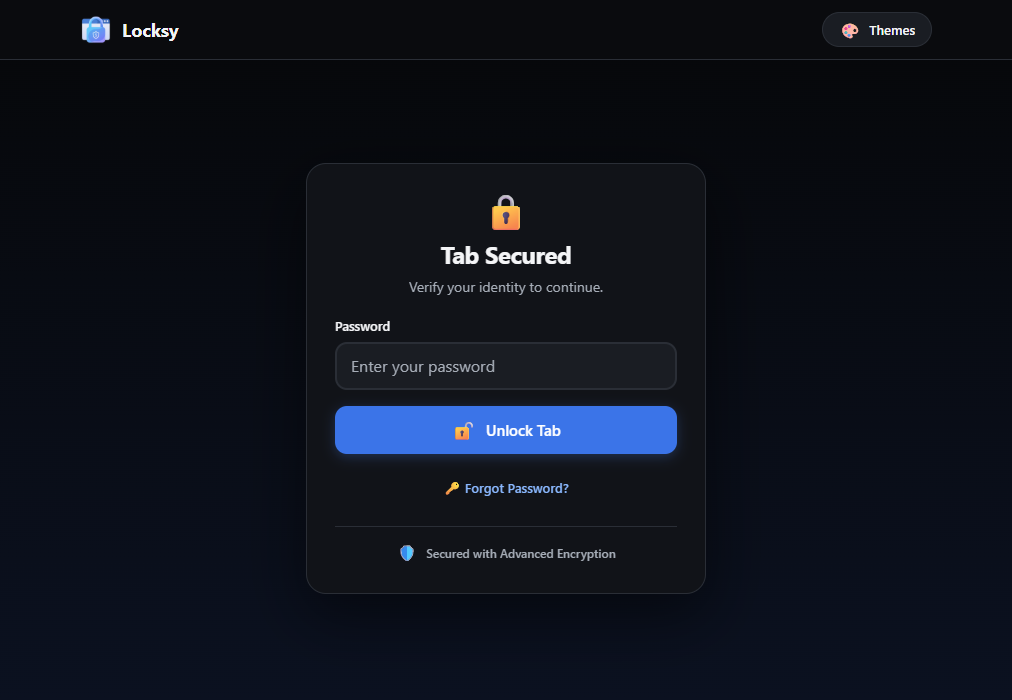 Locksy
Themes
Tab Secured
Verify your identity to continue.
Password
Enter your password
Unlock Tab
Forgot Password?
Secured with Advanced Encryption